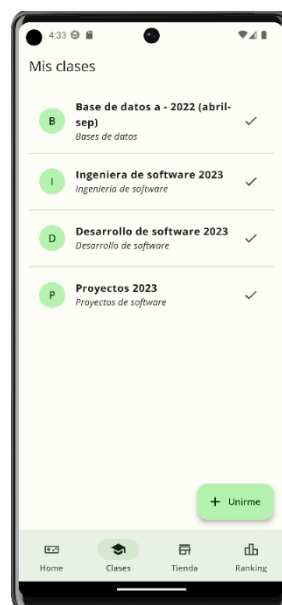 4:33
Mis clases
B
Base de datos a - 2022 (abril-
sep)
Bases de datos
I
Ingeniera de software 2023
Ingenieria de software
D
Desarrollo de software 2023
Desarrollo de software
P
Proyectos 2023
Proyectos de software
+ Unirme
Home Clases Tienda Ranking